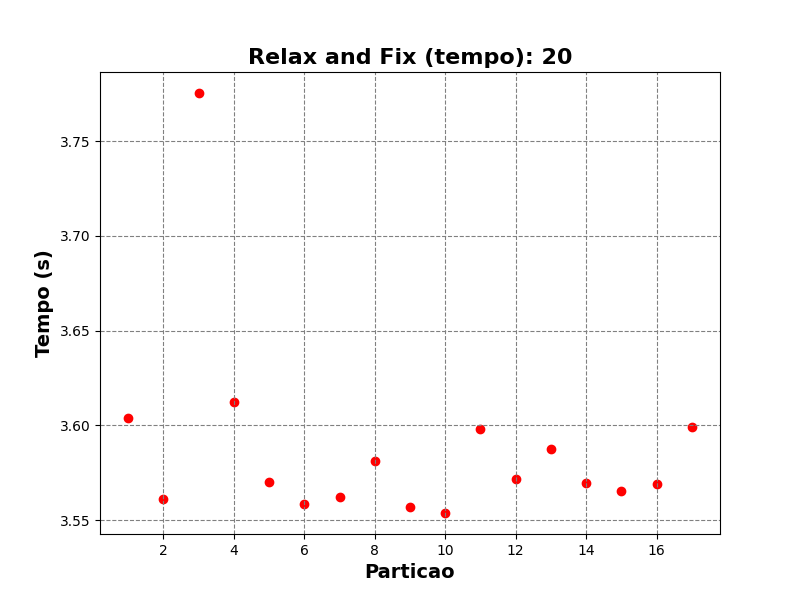 Relax and Fix (tempo): 20
Tempo (s)
3.75
3.70
3.65
3.60
3.55
2 4 6 8 10 12 14 16
Particao